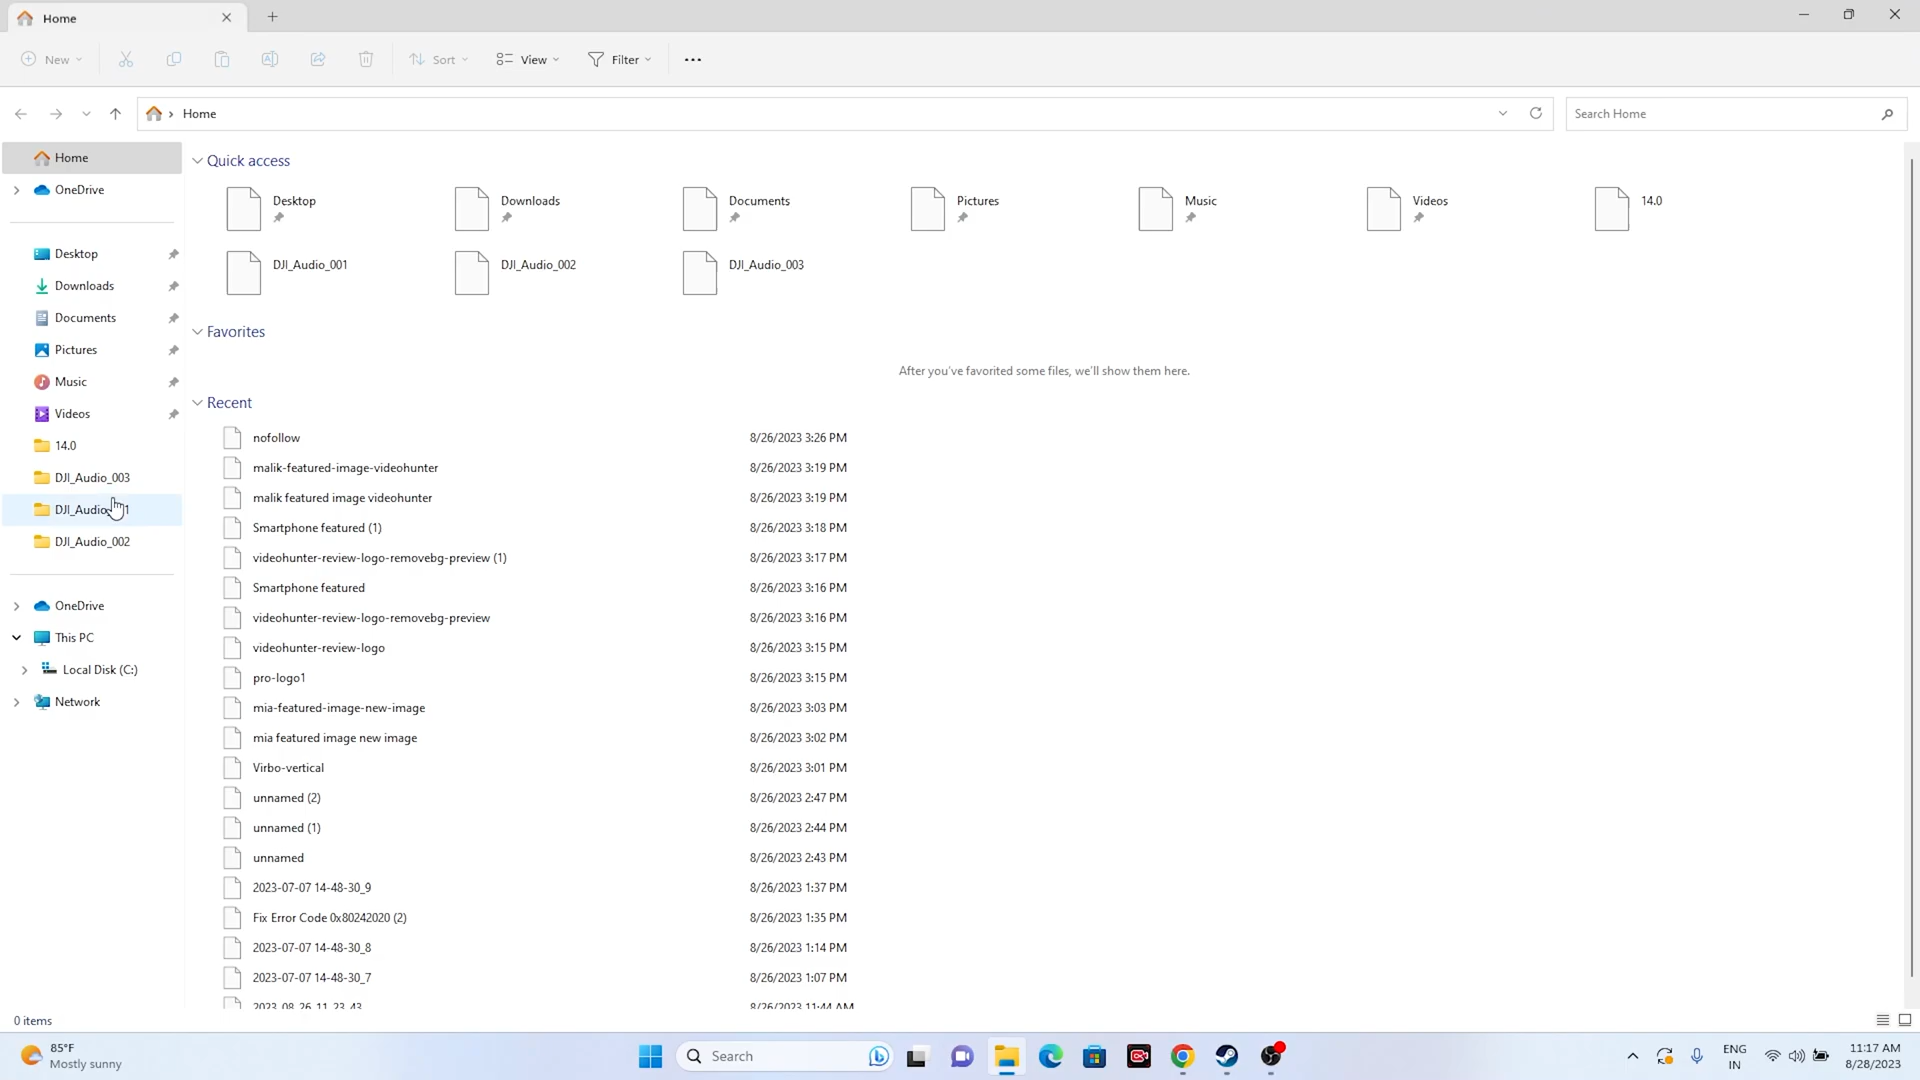 Home
New
Sort
View
Filter
Home
Search Home
Home
OneDrive
Desktop
Downloads
Documents
Pictures
Music
Videos
14.0
DJI_Audio_003
DJI_Audio 1
DJI_Audio_002
OneDrive
This PC
Local Disk (C:)
Network
Quick access
Desktop
Downloads
Documents
Pictures
Music
Videos
14.0
DJI_Audio_001
DJI_Audio_002
DJI_Audio_003
Favorites
After you've favorited some files, we'll show them here.
Recent
nofollow 8/26/2023 3:26 PM
malik-featured-image-videohunter 8/26/2023 3:19 PM
malik featured image videohunter 8/26/2023 3:19 PM
Smartphone featured (1) 8/26/2023 3:18 PM
videohunter-review-logo-removebg-preview (1) 8/26/2023 3:17 PM
Smartphone featured 8/26/2023 3:16 PM
videohunter-review-logo-removebg-preview 8/26/2023 3:16 PM
videohunter-review-logo 8/26/2023 3:15 PM
pro-logo1 8/26/2023 3:15 PM
mia-featured-image-new-image 8/26/2023 3:03 PM
mia featured image new image 8/26/2023 3:02 PM
Virbo-vertical 8/26/2023 3:01 PM
unnamed (2) 8/26/2023 2:47 PM
unnamed (1) 8/26/2023 2:44 PM
unnamed 8/26/2023 2:43 PM
2023-07-07 14-48-30_9 8/26/2023 1:37 PM
Fix Error Code 0x80242020 (2) 8/26/2023 1:35 PM
2023-07-07 14-48-30_8 8/26/2023 1:14 PM
2023-07-07 14-48-30_7 8/26/2023 1:07 PM
2023_08_26_11_23_43 8/26/2023 11:44 AM
0 items
85°F
Mostly sunny
Search
ENG
IN
11:17 AM
8/28/2023